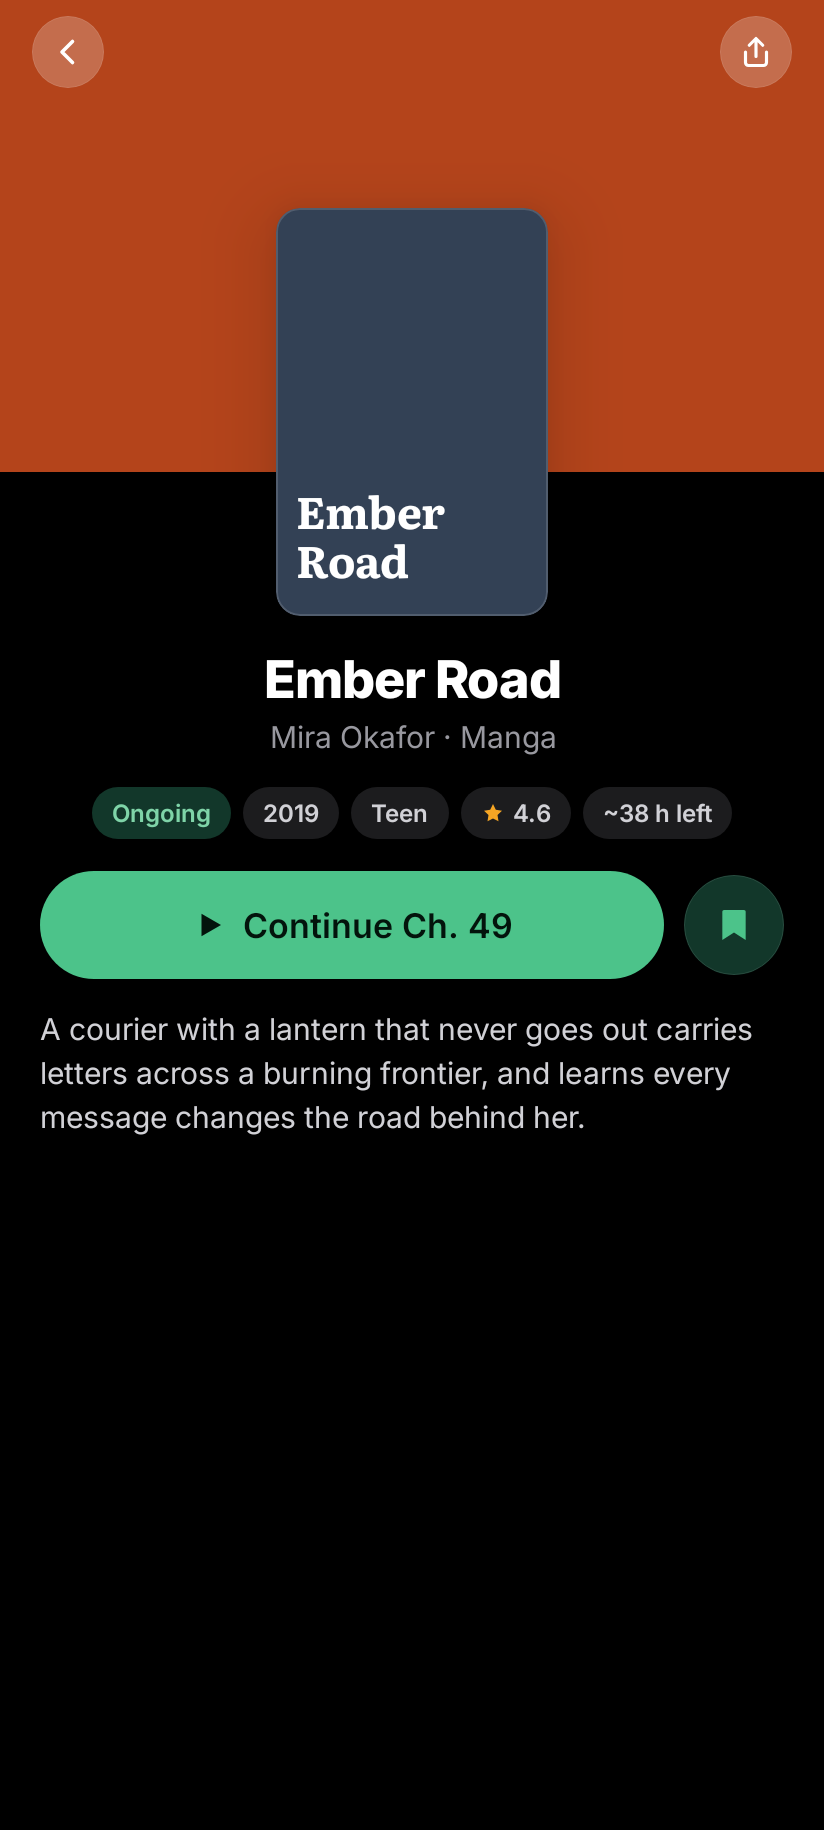 Ember
Road
Ember Road
Mira Okafor · Manga
Ongoing 2019 Teen 4.6 ~38 h left
Continue Ch. 49
A courier with a lantern that never goes out carries
letters across a burning frontier, and learns every
message changes the road behind her.